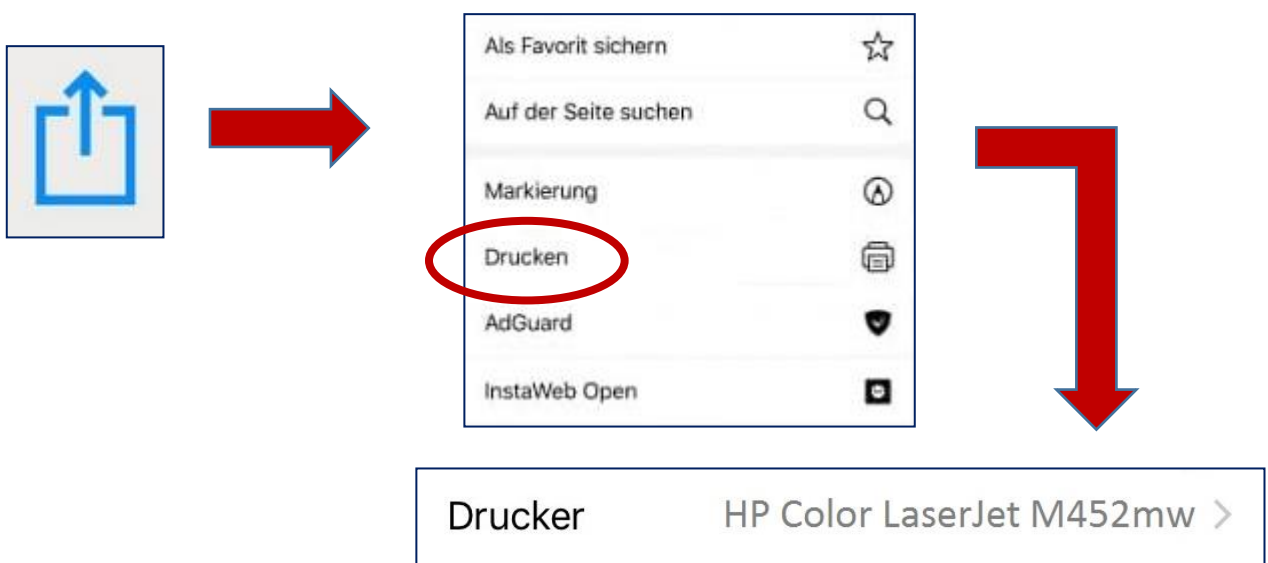 Als Favorit sichern
Auf der Seite suchen
Markierung
Drucken
AdGuard
InstaWeb Open
Drucker HP Color LaserJet M452mw